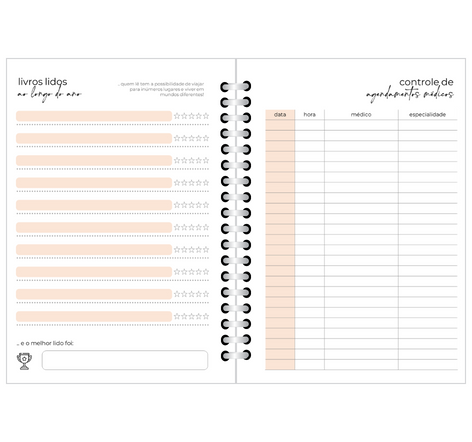 livros lidos
ao longo do ano
...quem lê tem a possibilidade de viajar
para inúmeros lugares e viver em
mundos diferentes!
... e o melhor lido foi:
controle de
agendamentos médicos
data hora médico especialidade